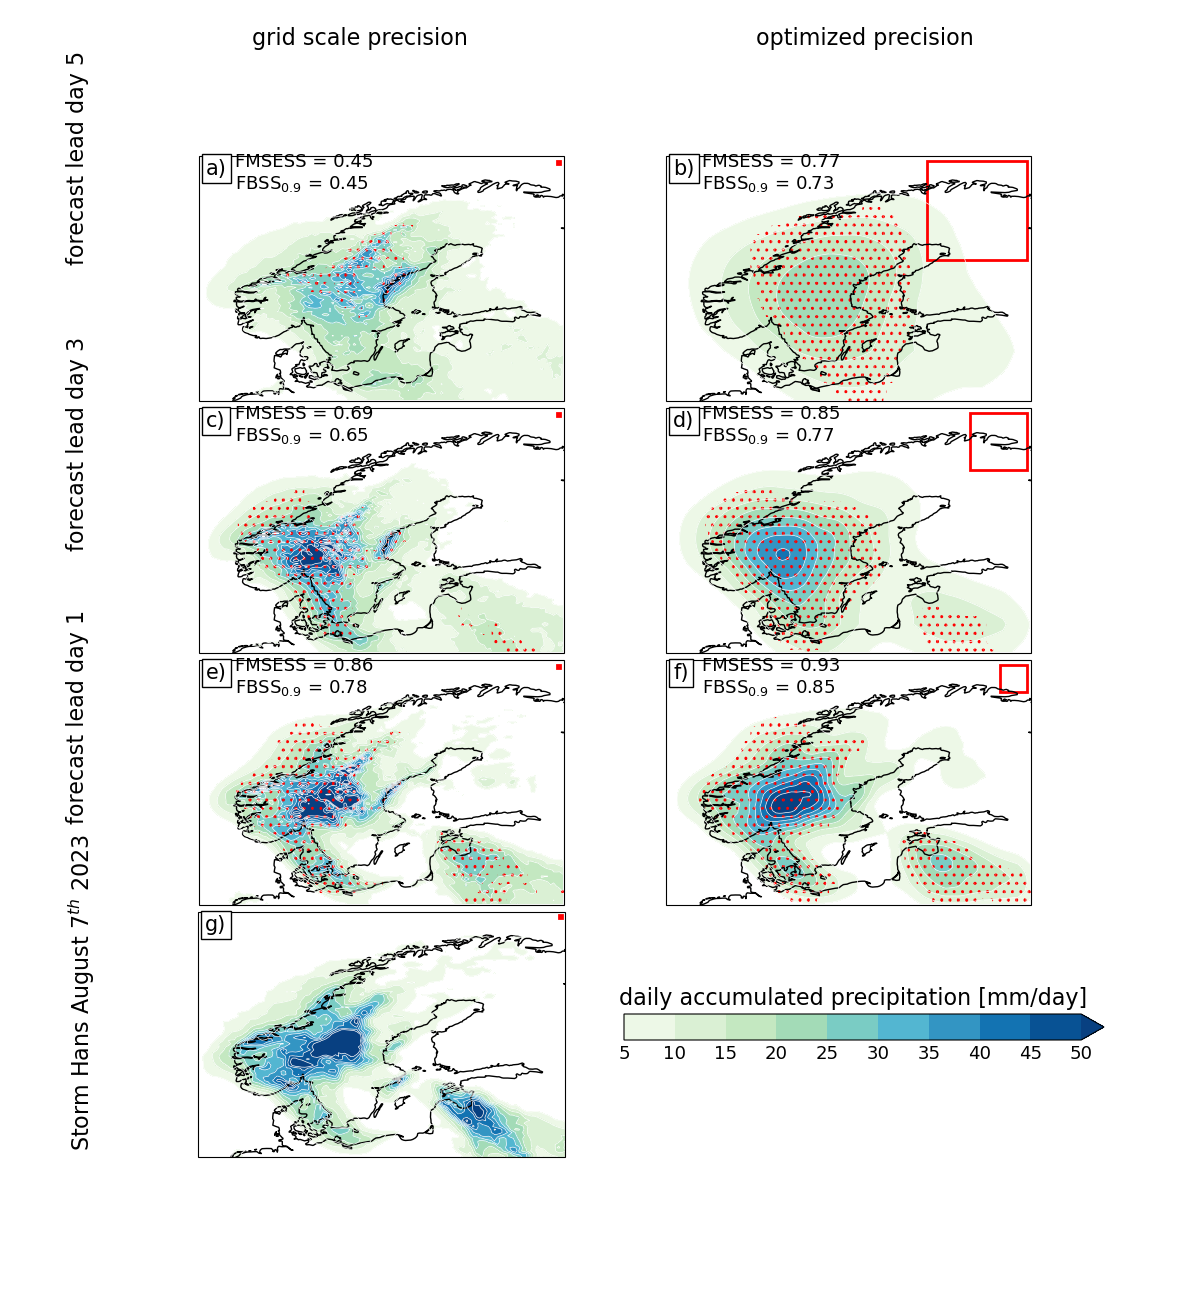 grid scale precision
optimized precision
forecast lead day 5
a)
FMSESS = 0.45
FBSS0.9 = 0.45
b)
FMSESS = 0.77
FBSS0.9 = 0.73
forecast lead day 3
c)
FMSESS = 0.69
FBSS0.9 = 0.65
d)
FMSESS = 0.85
FBSS0.9 = 0.77
forecast lead day 1
e)
FMSESS = 0.86
FBSS0.9 = 0.78
f)
FMSESS = 0.93
FBSS0.9 = 0.85
Storm Hans August 7th 2023
g)
daily accumulated precipitation [mm/day]
5 10 15 20 25 30 35 40 45 50